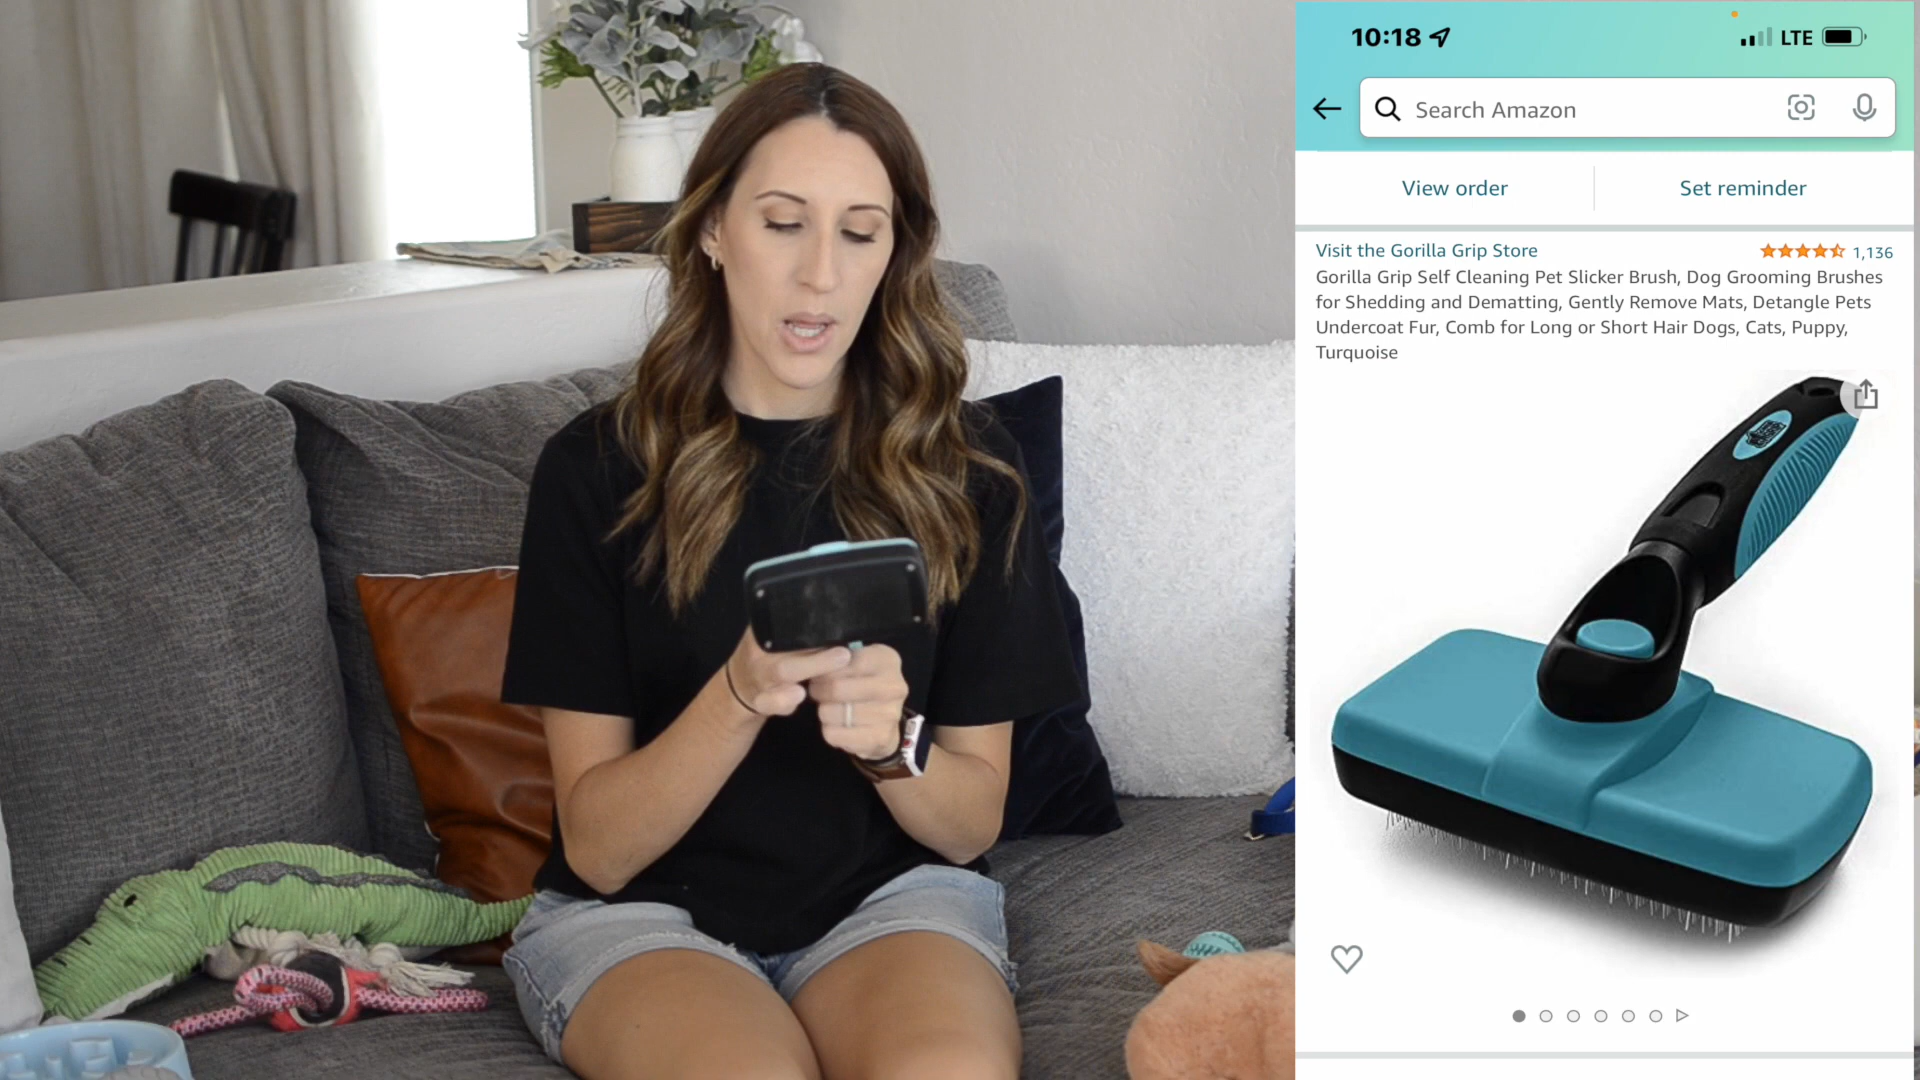 10:18
LTE
Search Amazon
View order
Set reminder
Visit the Gorilla Grip Store
1,136
Gorilla Grip Self Cleaning Pet Slicker Brush, Dog Grooming Brushes
for Shedding and Dematting, Gently Remove Mats, Detangle Pets
Undercoat Fur, Comb for Long or Short Hair Dogs, Cats, Puppy,
Turquoise